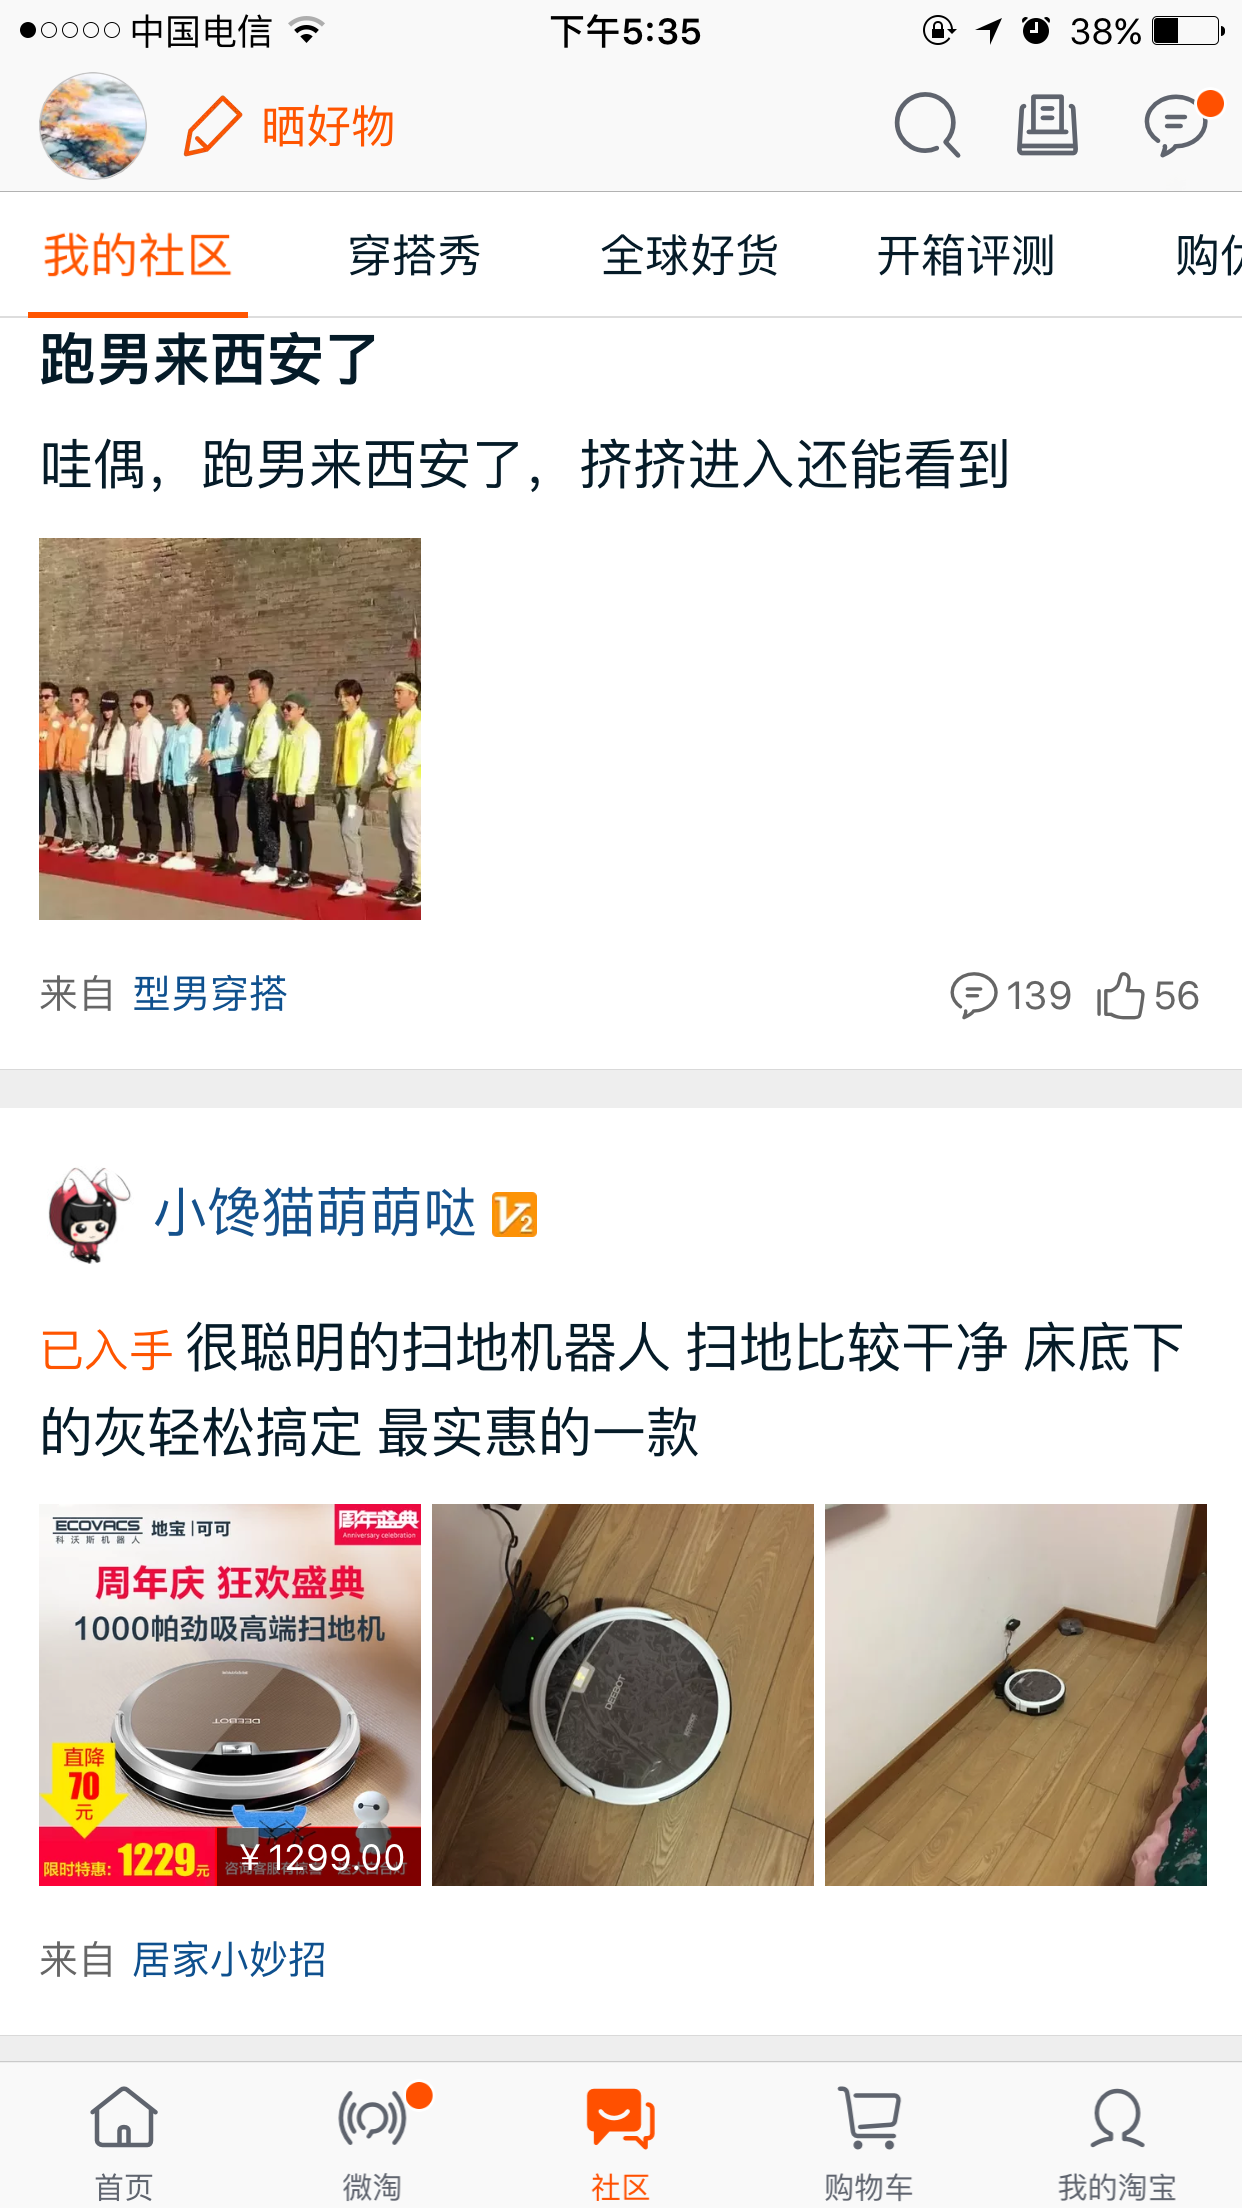 中国电信
下午5:35
38%
晒好物
我的社区
穿搭秀
全球好货
开箱评测
购优
跑男来西安了
哇偶，跑男来西安了，挤挤进入还能看到
来自 型男穿搭
139
56
小馋猫萌萌哒 V2
已入手 很聪明的扫地机器人 扫地比较干净 床底下
的灰轻松搞定 最实惠的一款
ECOVACS 地宝|可可
科沃斯机器人
周年盛典
Anniversary celebration
周年庆 狂欢盛典
1000帕劲吸高端扫地机
DEEBOT
直降
70
元
限时特惠: 1229元
¥1299.00
DEEBOT
来自 居家小妙招
首页
微淘
社区
购物车
我的淘宝